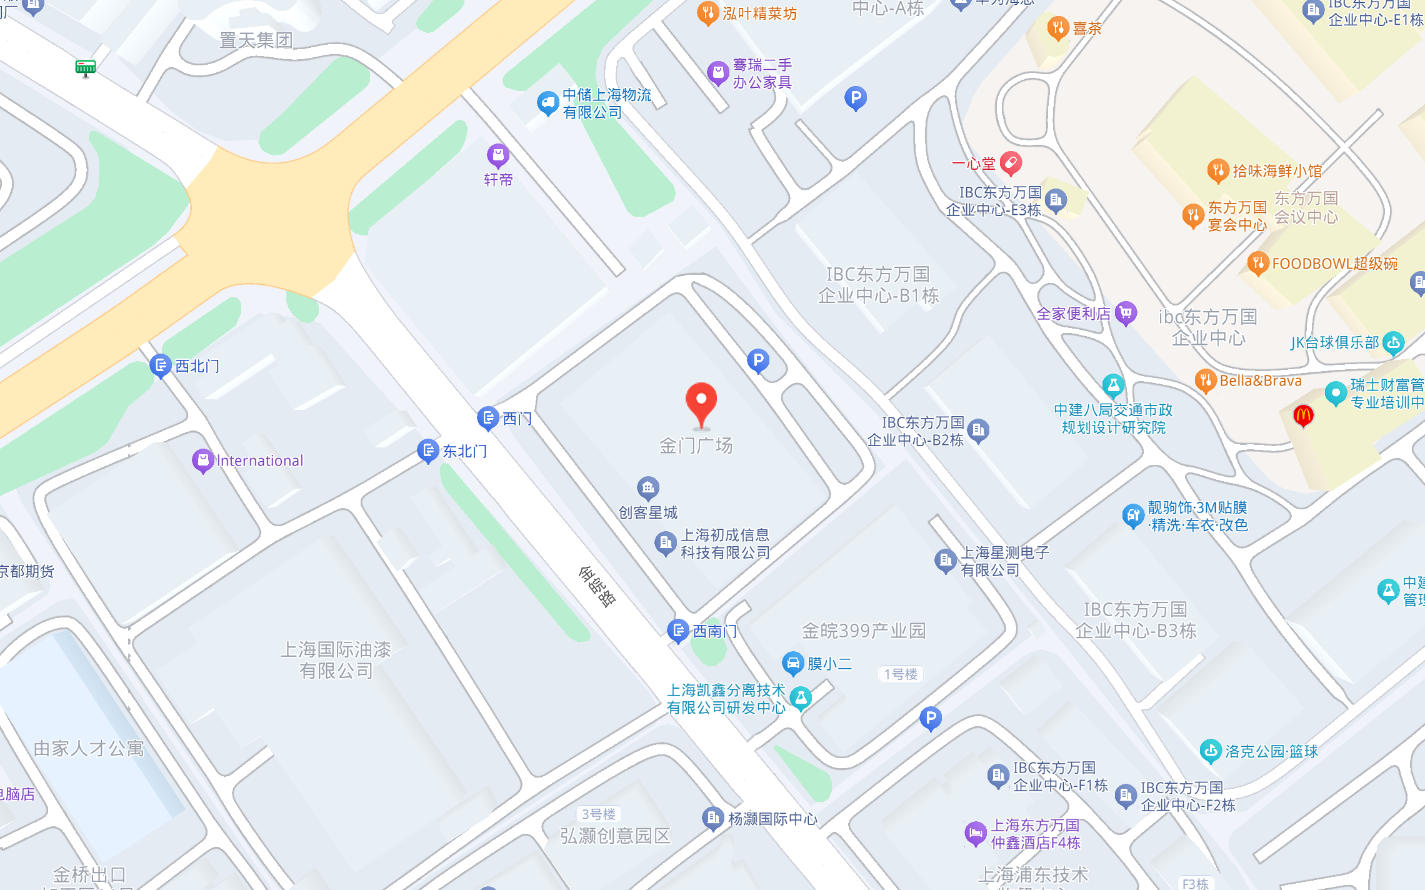 置天集团
泓叶精菜坊
中心-A栋
IBC东方万国
企业中心-E1栋
喜茶
骞瑞二手
办公家具
中储上海物流
有限公司
P
轩帝
一心堂
拾味海鲜小馆
IBC东方万国
企业中心-E3栋
东方万国
宴会中心
东方万国
会议中心
FOODBOWL超级碗
IBC东方万国
企业中心-B1栋
全家便利店
ibc东方万国
企业中心
JK台球俱乐部
西北门
P
Bella&Brava
瑞士财富管
专业培训中
西门
中建八局交通市政
规划设计研究院
IBC东方万国
企业中心-B2栋
金门广场
东北门
International
创客星城
靓驹饰·3M贴膜
·精洗·车衣·改色
上海初成信息
科技有限公司
上海星测电子
有限公司
京都期货
金皖路
中建
管理
IBC东方万国
企业中心-B3栋
西南门
金皖399产业园
上海国际油漆
有限公司
膜小二
1号楼
上海凯鑫分离技术
有限公司研发中心
P
由家人才公寓
洛克公园·篮球
IBC东方万国
企业中心-F1栋
IBC东方万国
企业中心-F2栋
电脑店
3号楼
杨灏国际中心
弘灏创意园区
上海东方万国
仲鑫酒店F4栋
金桥出口
上海浦东技术
F3栋